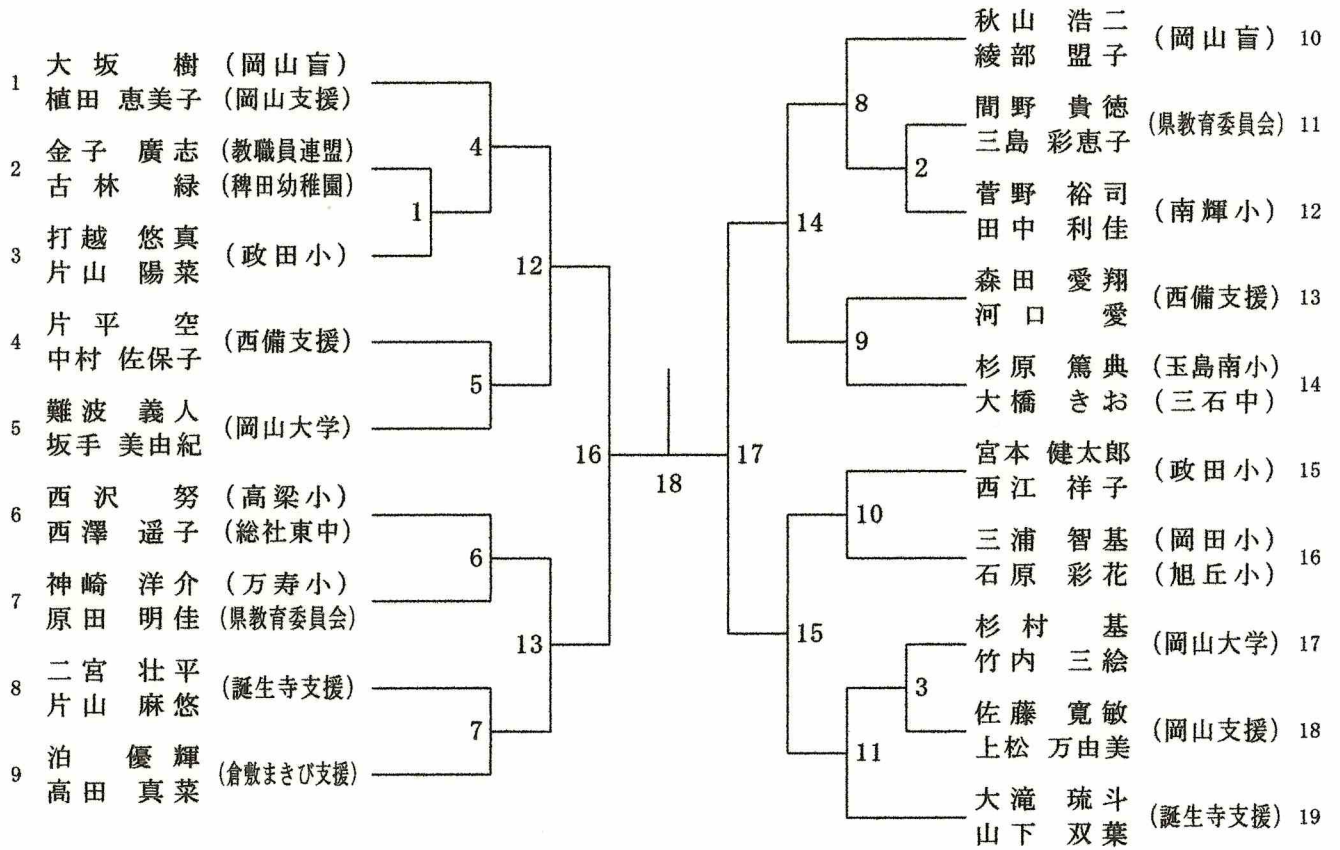 1 大坂 樹 (岡山盲)
植田 恵美子 (岡山支援)
2 金子 廣志 (教職員連盟)
古林 緑 (稗田幼稚園)
3 打越 悠真 (政田小)
片山 陽菜
4 片平 空 (西備支援)
中村 佐保子
5 難波 義人 (岡山大学)
坂手 美由紀
6 西沢 努 (高梁小)
西澤 遥子 (総社東中)
7 神崎 洋介 (万寿小)
原田 明佳 (県教育委員会)
8 二宮 壮平 (誕生寺支援)
片山 麻悠
9 泊 優輝 (倉敷まきび支援)
高田 真菜
1
4
5
6
7
12
13
16
18
17
14
15
8
2
9
10
3
11
秋山 浩二 (岡山盲) 10
綾部 盟子
間野 貴徳 (県教育委員会) 11
三島 彩恵子
菅野 裕司 (南輝小) 12
田中 利佳
森田 愛翔 (西備支援) 13
河口 愛
杉原 篤典 (玉島南小) 14
大橋 きお (三石中)
宮本 健太郎 (政田小) 15
西江 祥子
三浦 智基 (岡田小) 16
石原 彩花 (旭丘小)
杉村 基 (岡山大学) 17
竹内 三絵
佐藤 寛敏 (岡山支援) 18
上松 万由美
大滝 琉斗 (誕生寺支援) 19
山下 双葉